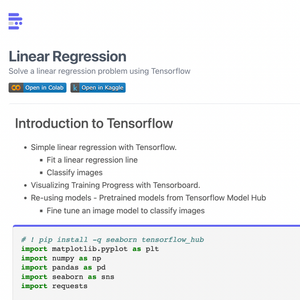 Linear Regression
Solve a linear regression problem using Tensorflow
Open in Colab
Open in Kaggle
Introduction to Tensorflow
Simple linear regression with Tensorflow.
Fit a linear regression line
Classify images
Visualizing Training Progress with Tensorboard.
Re-using models - Pretrained models from Tensorflow Model Hub
Fine tune an image model to classify images
# ! pip install -q seaborn tensorflow_hub
import matplotlib.pyplot as plt
import numpy as np
import pandas as pd
import seaborn as sns
import requests